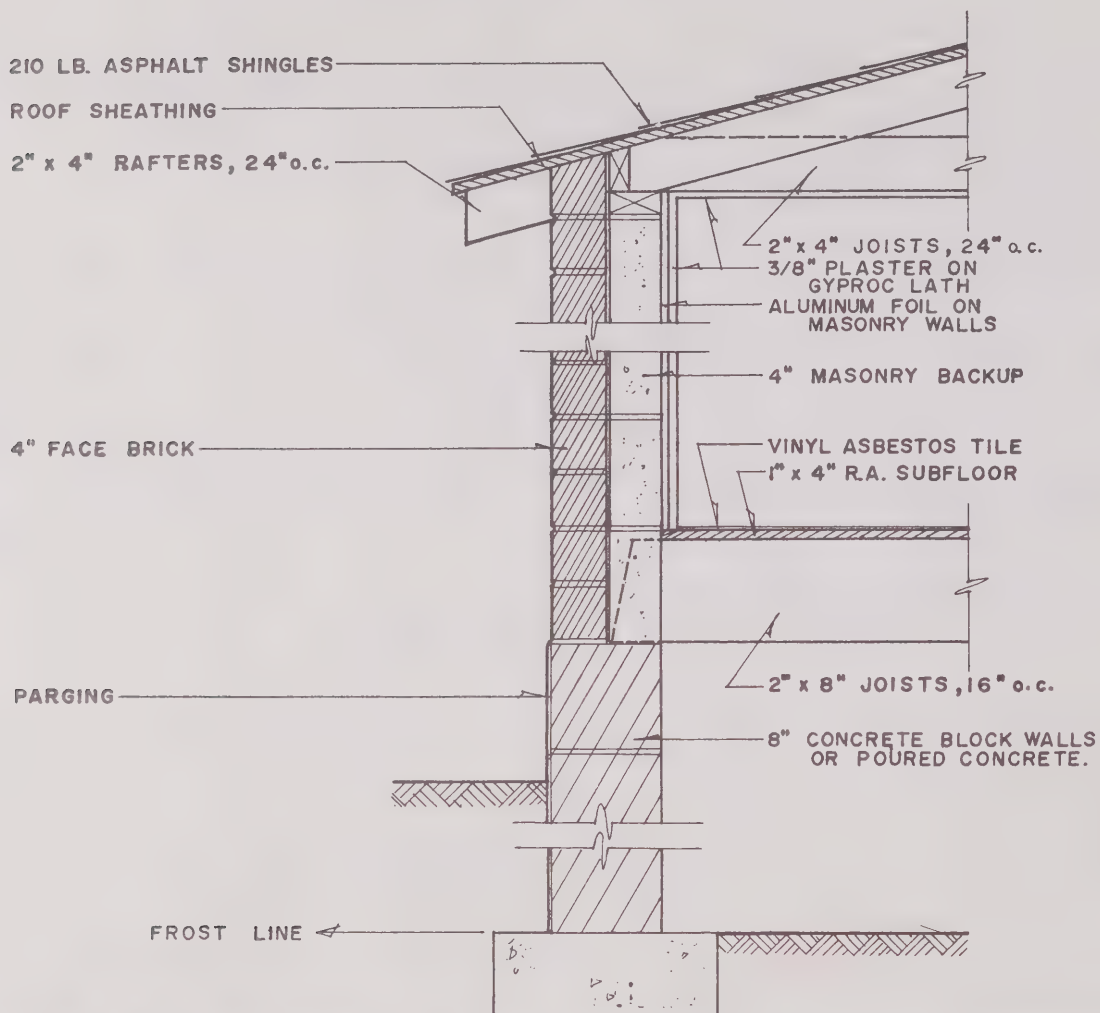 210 LB. ASPHALT SHINGLES
ROOF SHEATHING
2" x 4" RAFTERS, 24" o.c.
2" x 4" JOISTS, 24" o.c.
3/8" PLASTER ON
GYPROC LATH
ALUMINUM FOIL ON
MASONRY WALLS
4" MASONRY BACKUP
4" FACE BRICK
VINYL ASBESTOS TILE
1" x 4" R.A. SUBFLOOR
PARGING
2" x 8" JOISTS, 16" o.c.
8" CONCRETE BLOCK WALLS
OR POURED CONCRETE.
FROST LINE